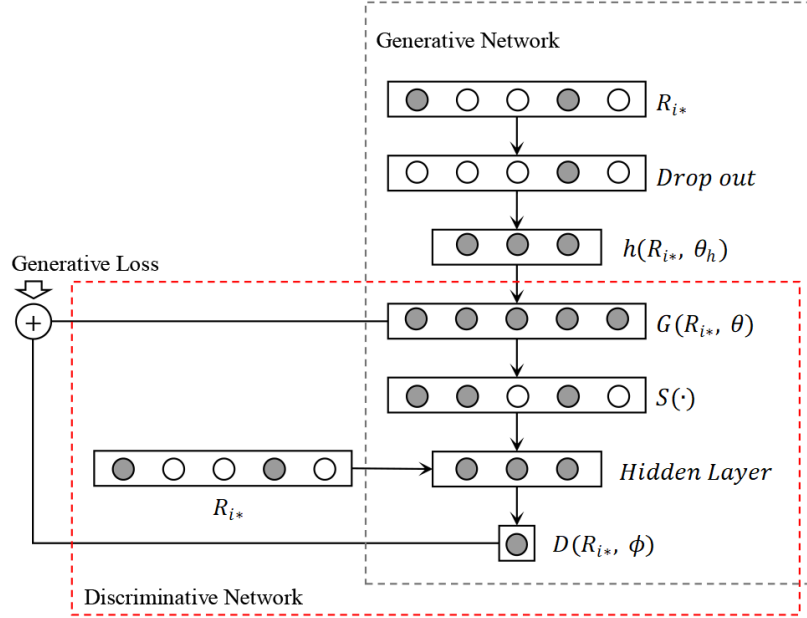 Generative Network
R_{i*}
Drop out
h(R_{i*}, θ_h)
Generative Loss
+
G(R_{i*}, θ)
S(·)
Hidden Layer
R_{i*}
D(R_{i*}, ϕ)
Discriminative Network